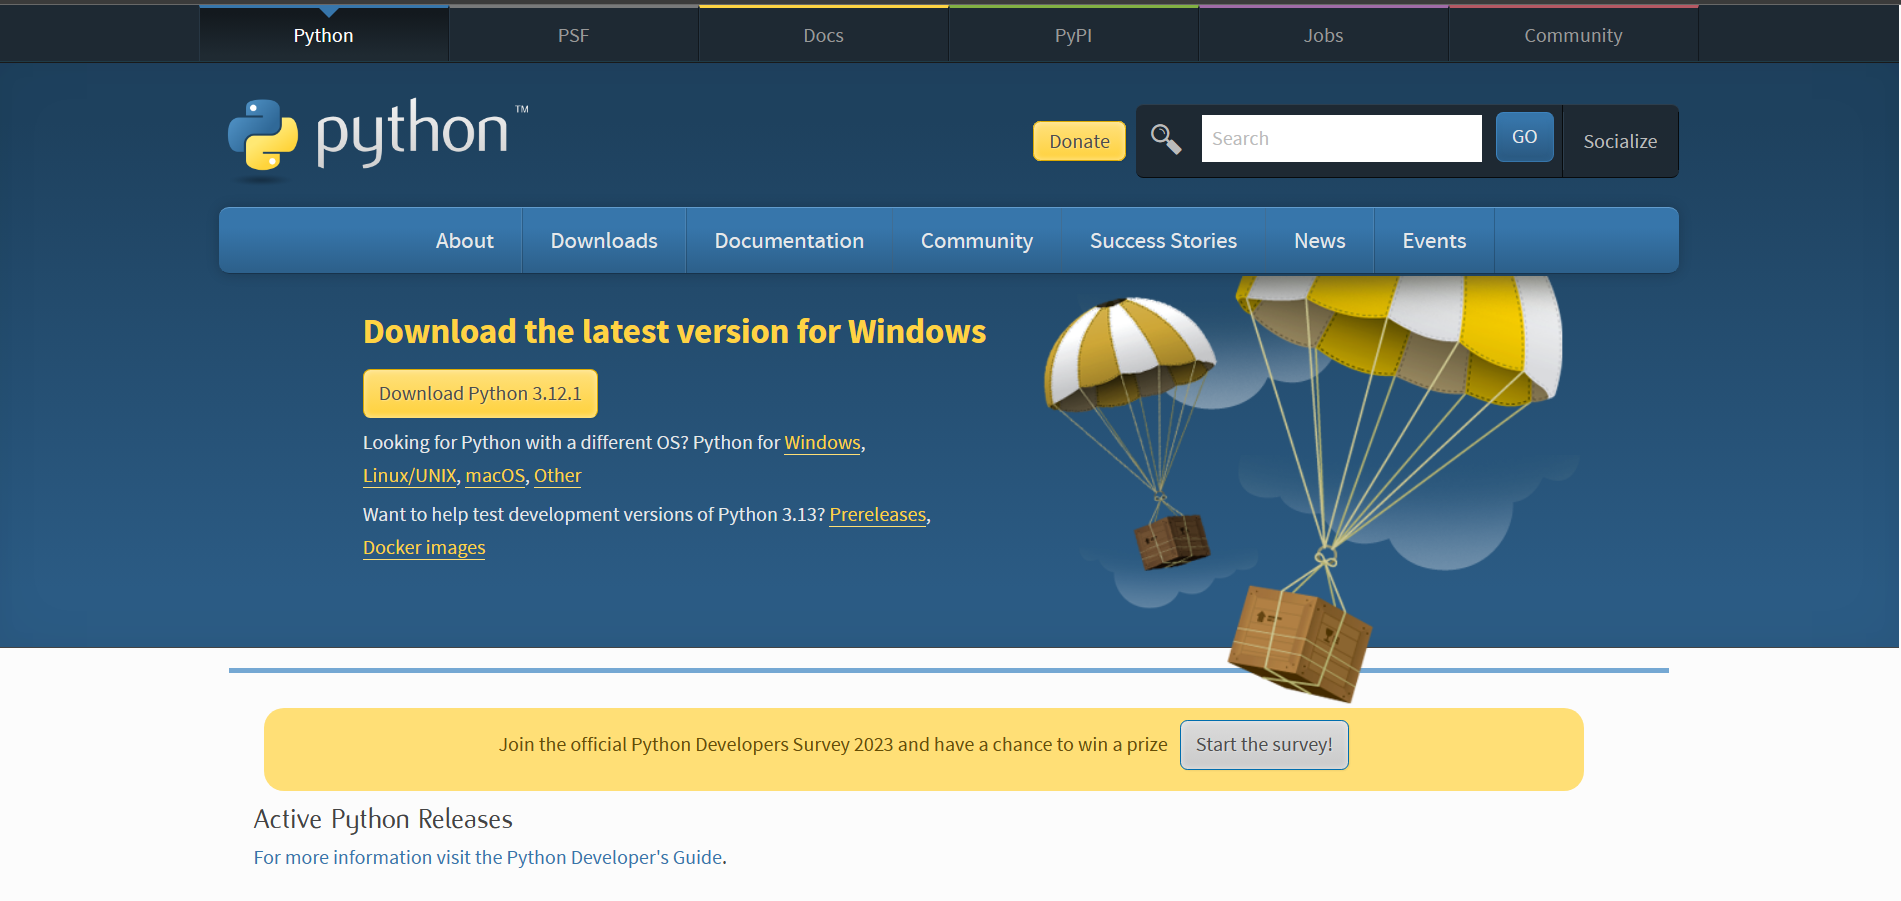 Python
PSF
Docs
PyPI
Jobs
Community
python™
Donate
Search
GO
Socialize
About
Downloads
Documentation
Community
Success Stories
News
Events
Download the latest version for Windows
Download Python 3.12.1
Looking for Python with a different OS? Python for Windows,
Linux/UNIX, macOS, Other
Want to help test development versions of Python 3.13? Prereleases,
Docker images
Join the official Python Developers Survey 2023 and have a chance to win a prize
Start the survey!
Active Python Releases
For more information visit the Python Developer's Guide.